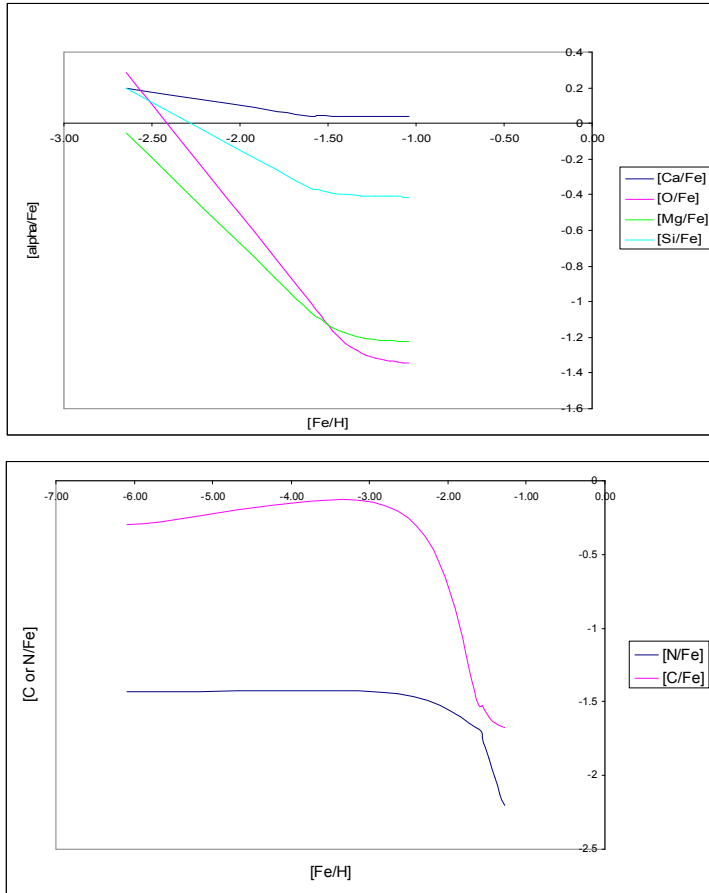 0.4
0.2
-3.00 -2.50 -2.00 -1.50 -1.00 -0.50 0.00
0
-0.2
-0.4
-0.6
-0.8
-1
-1.2
-1.4
-1.6
[alpha/Fe]
[Fe/H]
[Ca/Fe]
[O/Fe]
[Mg/Fe]
[Si/Fe]
-7.00 -6.00 -5.00 -4.00 -3.00 -2.00 -1.00 0.00
0
-0.5
-1
-1.5
-2
-2.5
[C or N/Fe]
[Fe/H]
[N/Fe]
[C/Fe]